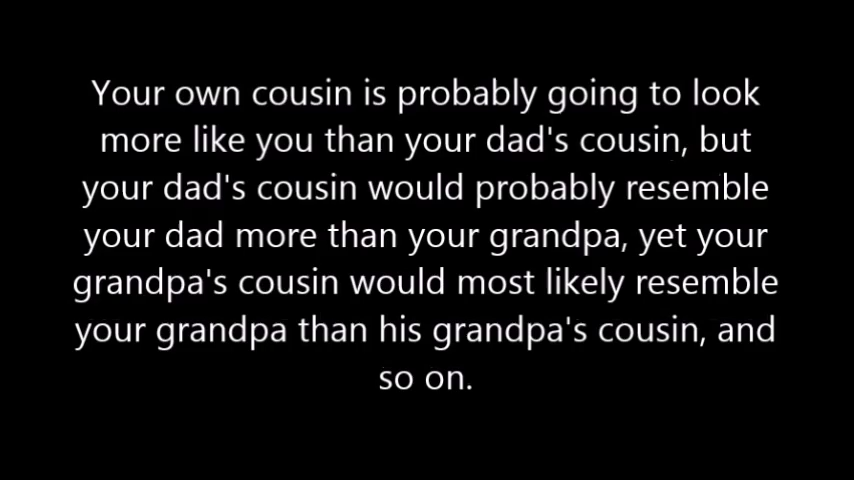 Your own cousin is probably going to look
more like you than your dad's cousin, but
your dad's cousin would probably resemble
your dad more than your grandpa, yet your
grandpa's cousin would most likely resemble
your grandpa than his grandpa's cousin, and
so on.